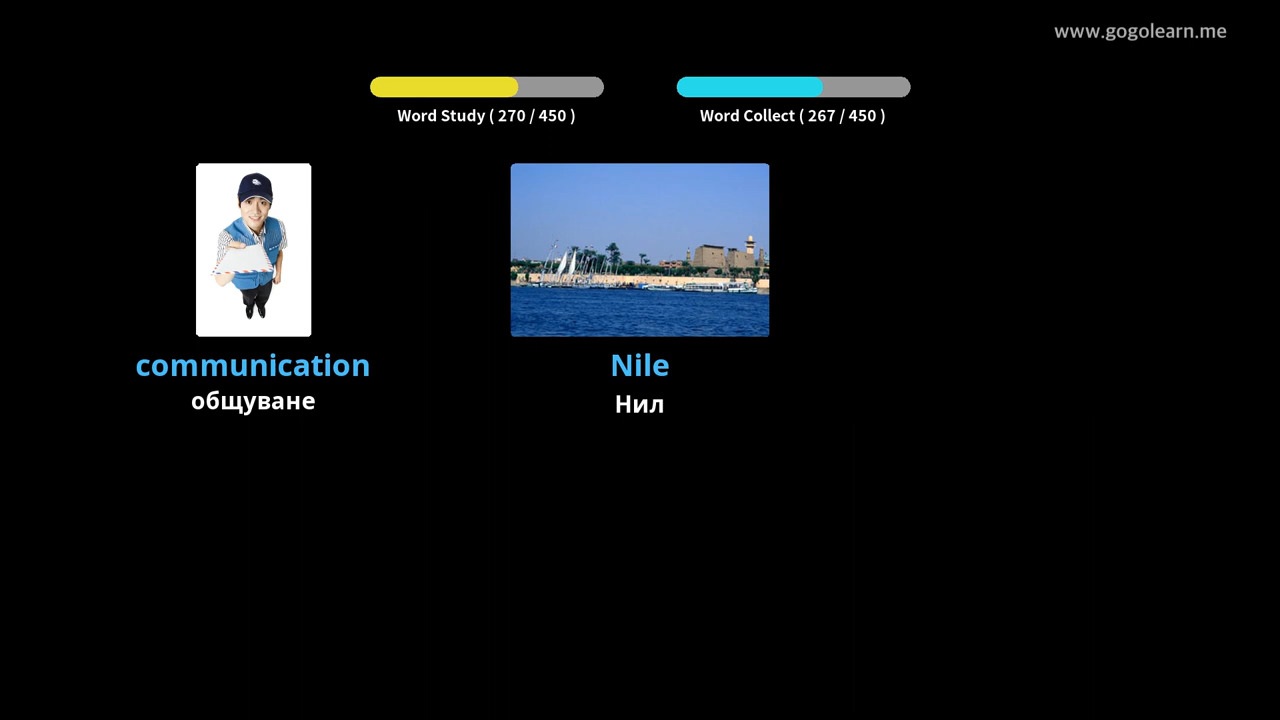 www.gogolearn.me
Word Study ( 270 / 450 )
Word Collect ( 267 / 450 )
communication
общуване
Nile
Нил